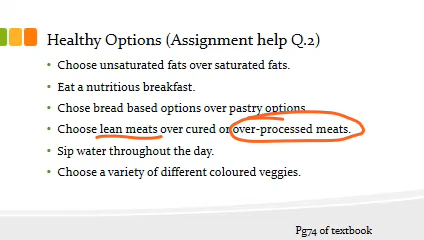 Healthy Options (Assignment help Q.2)
• Choose unsaturated fats over saturated fats.
• Eat a nutritious breakfast.
• Chose bread based options over pastry options.
• Choose lean meats over cured or over-processed meats.
• Sip water throughout the day.
• Choose a variety of different coloured veggies.
Pg74 of textbook